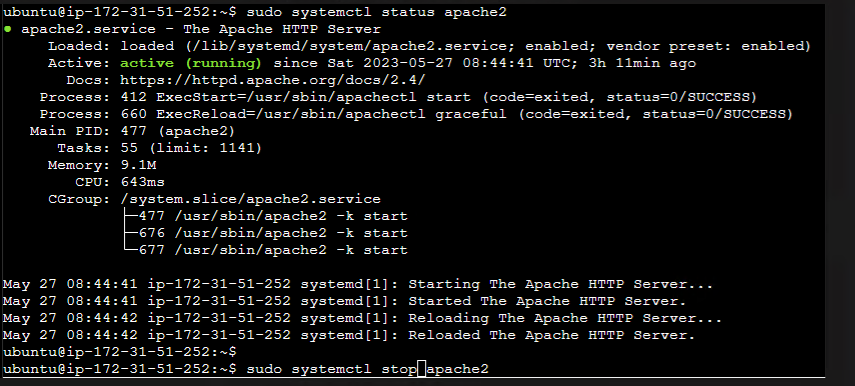 ubuntu@ip-172-31-51-252:~$ sudo systemctl status apache2
● apache2.service - The Apache HTTP Server
Loaded: loaded (/lib/systemd/system/apache2.service; enabled; vendor preset: enabled)
Active: active (running) since Sat 2023-05-27 08:44:41 UTC; 3h 11min ago
Docs: https://httpd.apache.org/docs/2.4/
Process: 412 ExecStart=/usr/sbin/apachectl start (code=exited, status=0/SUCCESS)
Process: 660 ExecReload=/usr/sbin/apachectl graceful (code=exited, status=0/SUCCESS)
Main PID: 477 (apache2)
Tasks: 55 (limit: 1141)
Memory: 9.1M
CPU: 643ms
CGroup: /system.slice/apache2.service
├─477 /usr/sbin/apache2 -k start
├─676 /usr/sbin/apache2 -k start
└─677 /usr/sbin/apache2 -k start
May 27 08:44:41 ip-172-31-51-252 systemd[1]: Starting The Apache HTTP Server...
May 27 08:44:41 ip-172-31-51-252 systemd[1]: Started The Apache HTTP Server.
May 27 08:44:42 ip-172-31-51-252 systemd[1]: Reloading The Apache HTTP Server...
May 27 08:44:42 ip-172-31-51-252 systemd[1]: Reloaded The Apache HTTP Server.
ubuntu@ip-172-31-51-252:~$
ubuntu@ip-172-31-51-252:~$ sudo systemctl stop apache2